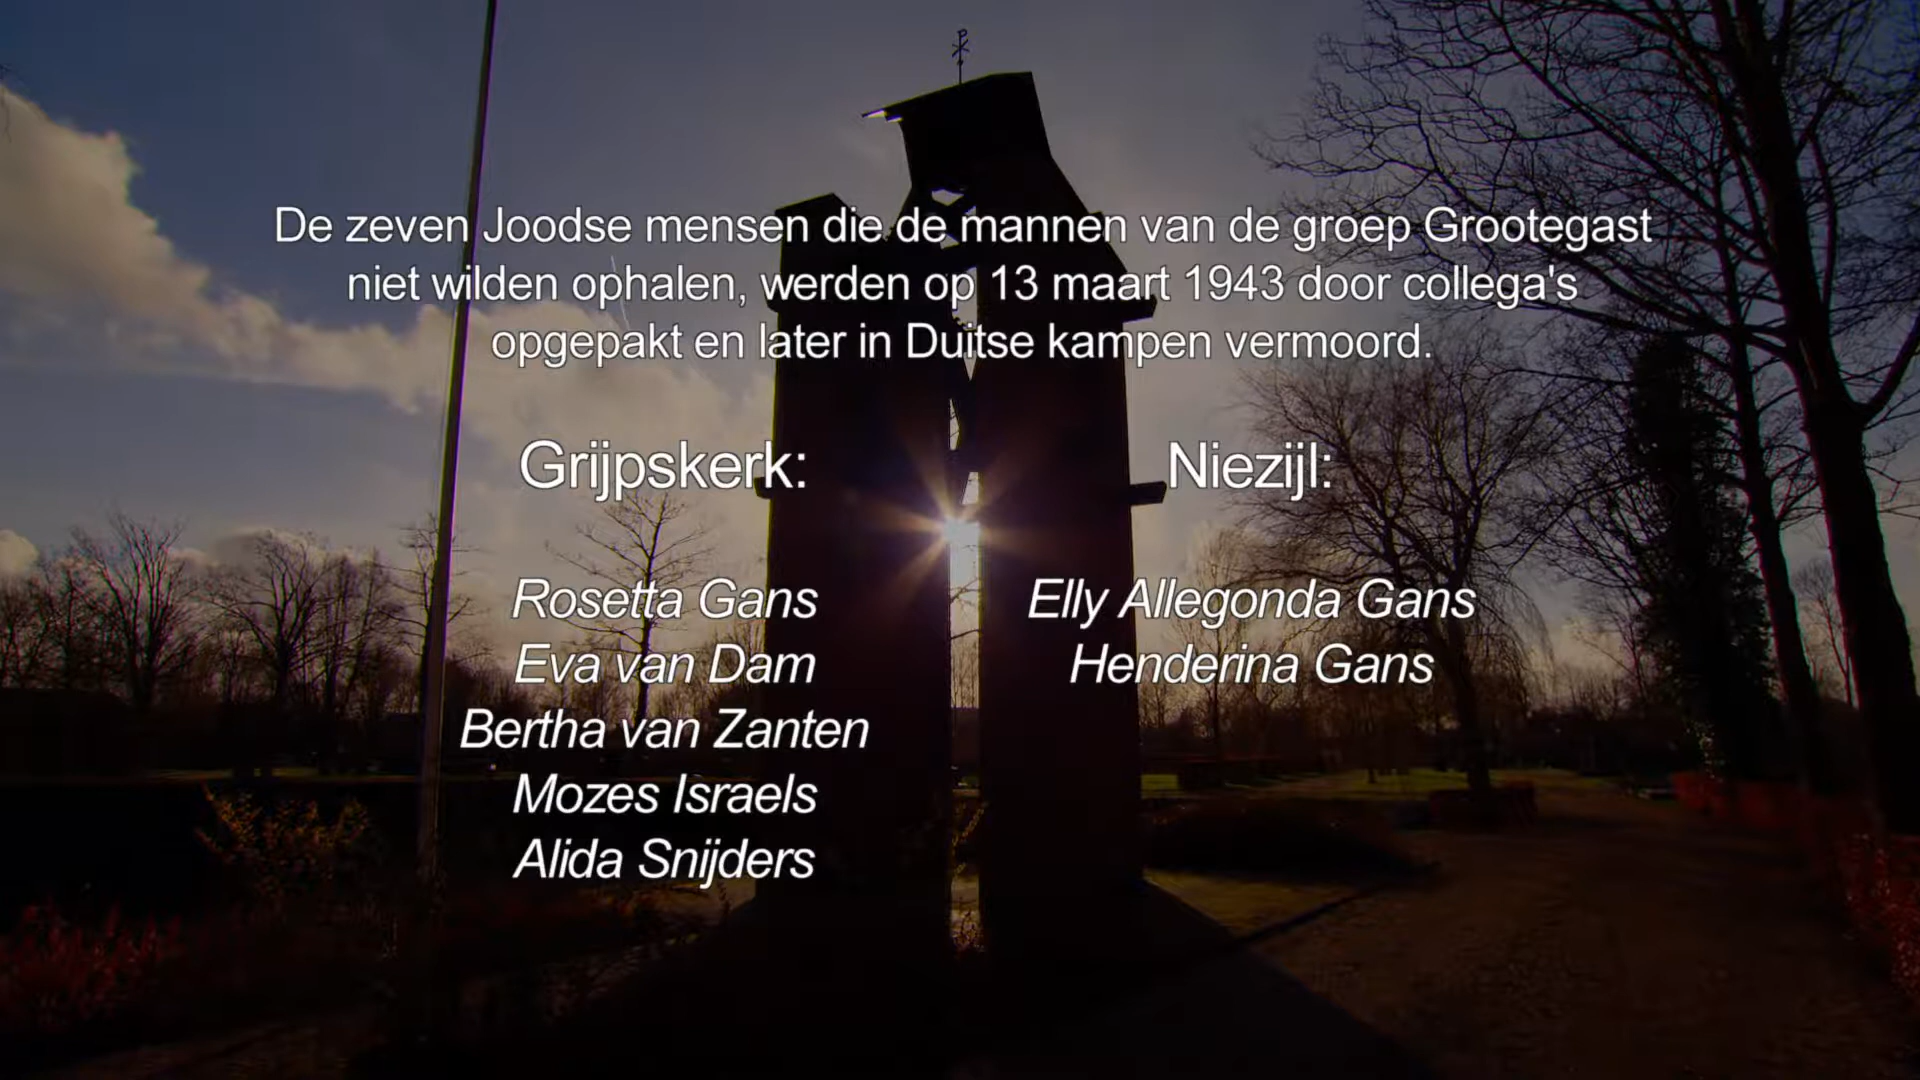 De zeven Joodse mensen die de mannen van de groep Grootegast
niet wilden ophalen, werden op 13 maart 1943 door collega's
opgepakt en later in Duitse kampen vermoord.
Grijpskerk:
Rosetta Gans
Eva van Dam
Bertha van Zanten
Mozes Israels
Alida Snijders
Niezijl:
Elly Allegonda Gans
Henderina Gans